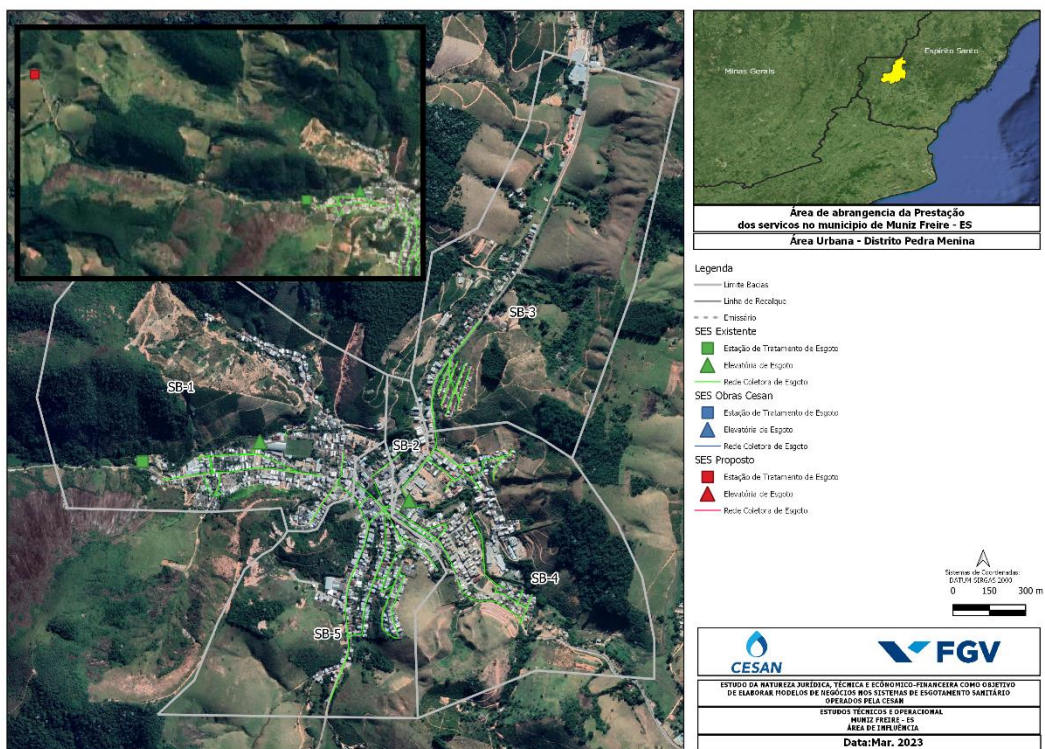 SB-1
SB-2
SB-3
SB-4
SB-5
Minas Gerais
Espírito Santo
Área de abrangencia da Prestação
dos servicos no municipio de Muniz Freire - ES
Área Urbana - Distrito Pedra Menina
Legenda
Limite Bacias
Linha de Recalque
Emissário
SES Existente
Estação de Tratamento de Esgoto
Elevatória de Esgoto
Rede Coletora de Esgoto
SES Obras Cesan
Estação de Tratamento de Esgoto
Elevatória de Esgoto
Rede Coletora de Esgoto
SES Proposto
Estação de Tratamento de Esgoto
Elevatória de Esgoto
Rede Coletora de Esgoto
Sistemas de Coordenadas:
DATUM SIRGAS 2000
0 150 300 m
CESAN
FGV
ESTUDO DA NATUREZA JURÍDICA, TÉCNICA E ECÔNOMICO-FINANCEIRA COMO OBJETIVO
DE ELABORAR MODELOS DE NEGÓCIOS NOS SISTEMAS DE ESGOTAMENTO SANITÁRIO
OPERADOS PELA CESAN
ESTUDOS TÉCNICOS E OPERACIONAL
MUNIZ FREIRE - ES
ÁREA DE INFLUÊNCIA
Data:Mar. 2023